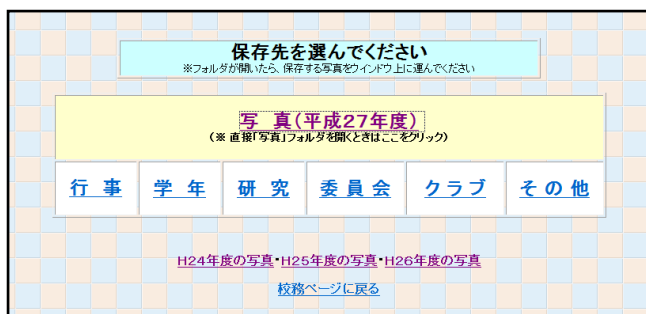 保存先を選んでください
※フォルダが開いたら、保存する写真をウインドウ上に運んでください
写　真(平成27年度)
(※ 直接「写真」フォルダを開くときはここをクリック)
行　事　学　年　研　究　委 員 会　ク ラ ブ　そ の 他
H24年度の写真・H25年度の写真・H26年度の写真
校務ページに戻る